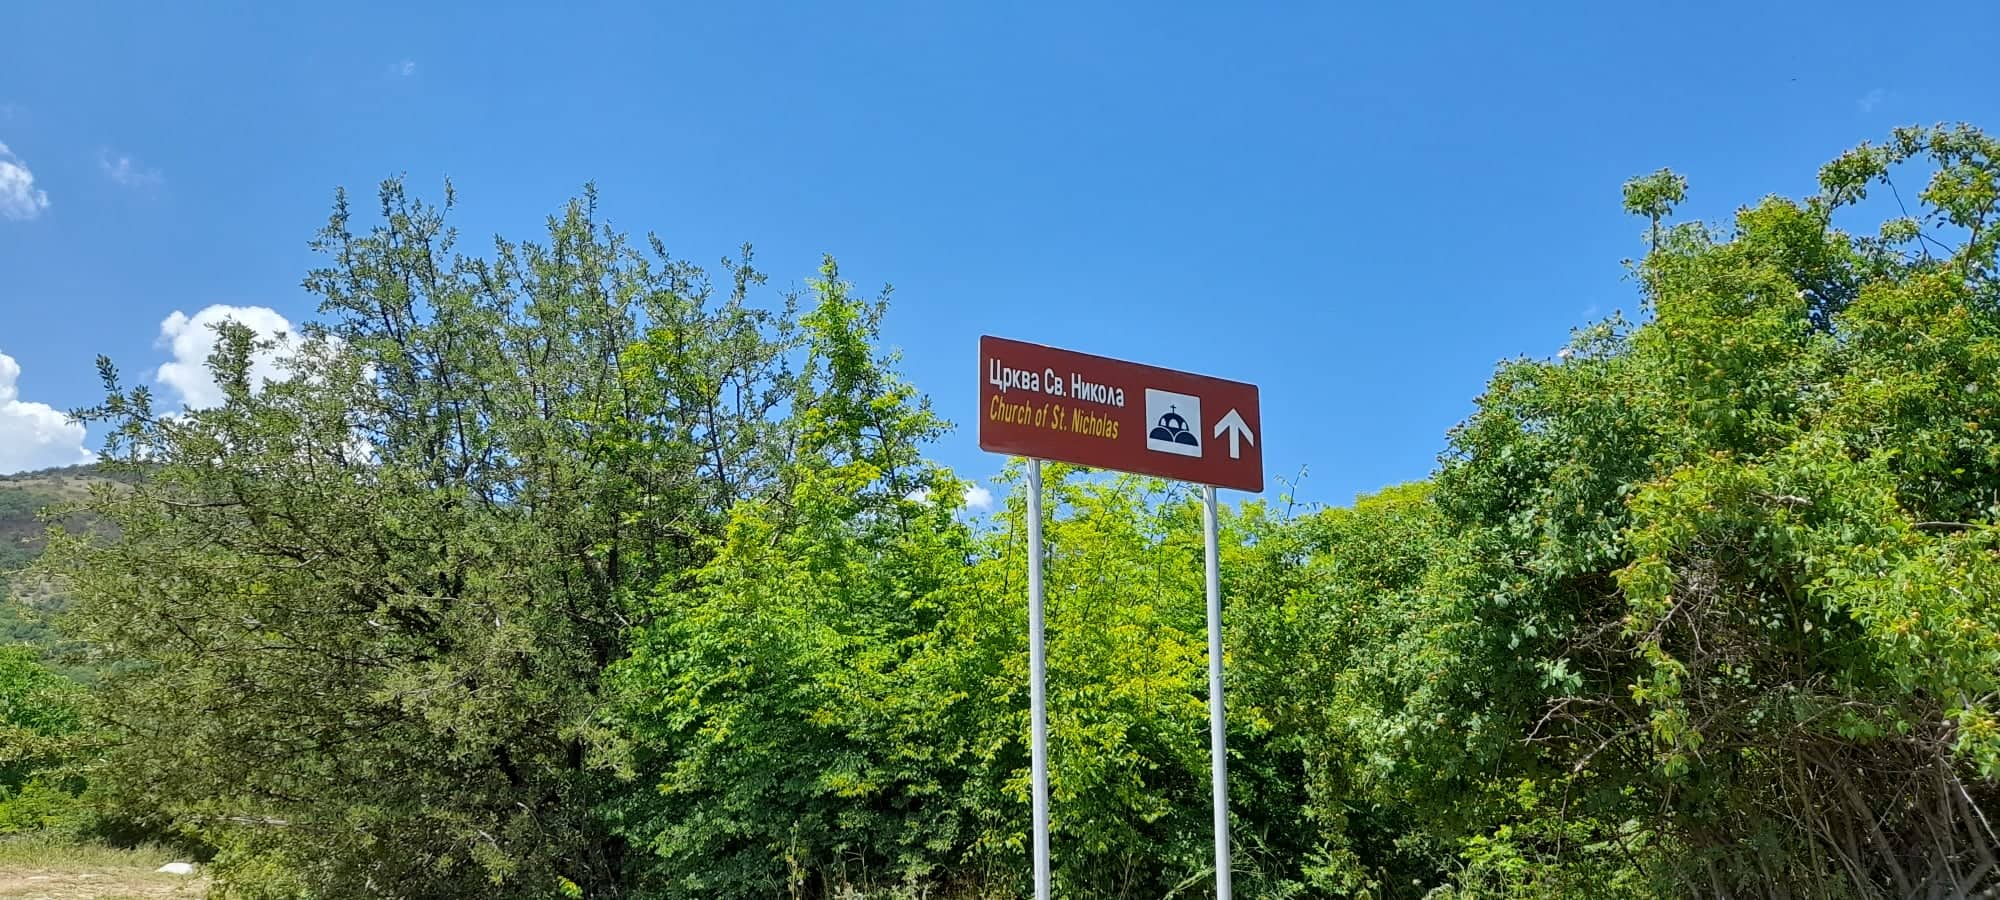 Црква Св. Никола
Church of St. Nicholas